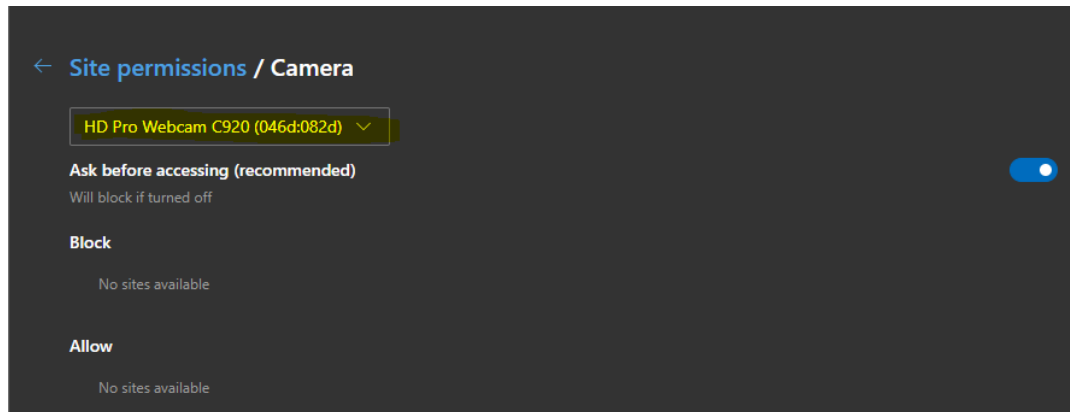 Site permissions / Camera
HD Pro Webcam C920 (046d:082d)
Ask before accessing (recommended)
Will block if turned off
Block
No sites available
Allow
No sites available